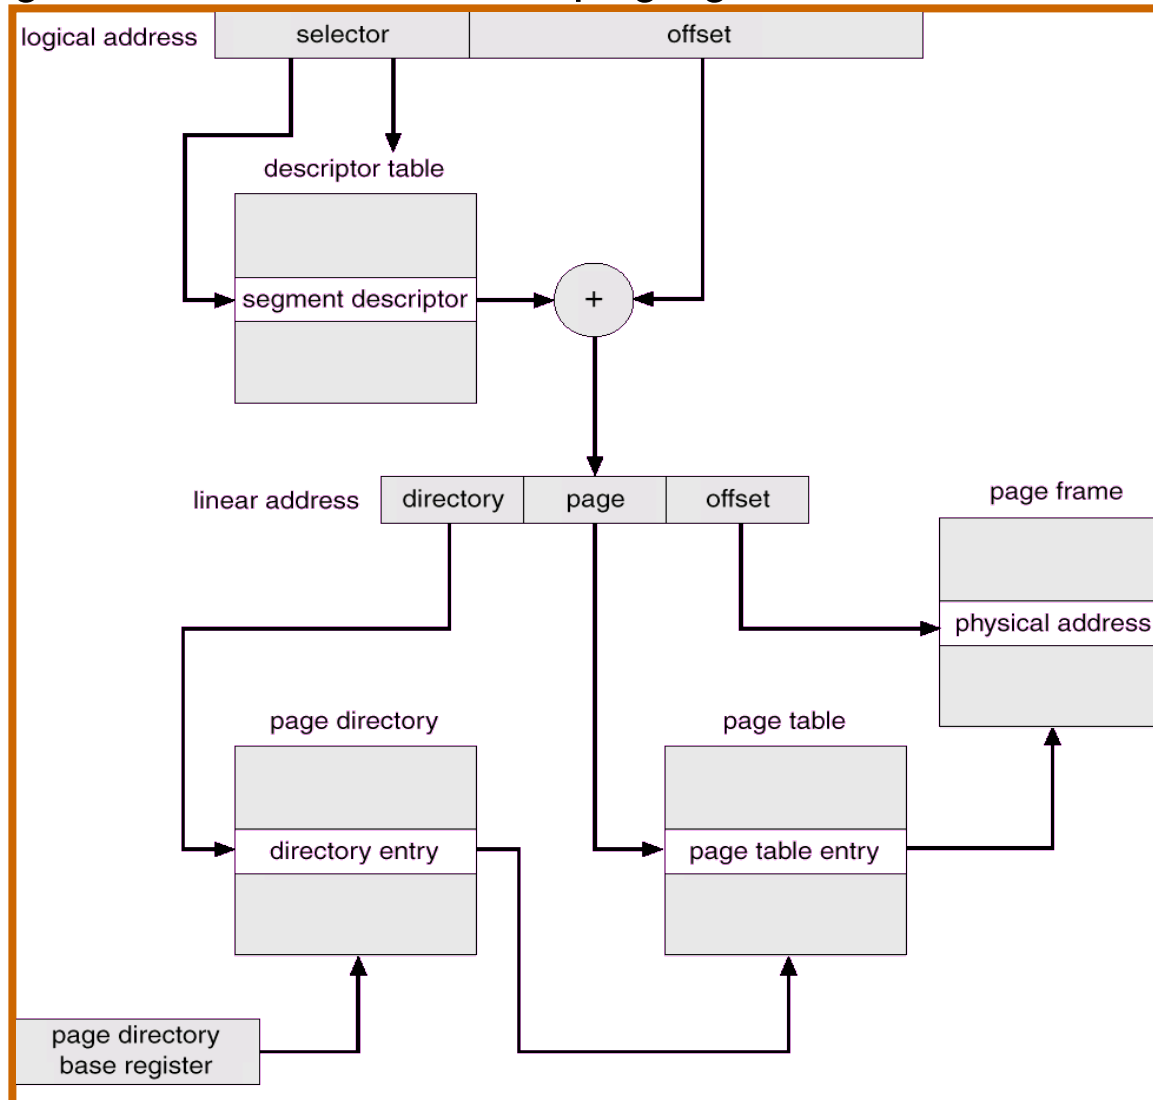 logical address
selector
offset
descriptor table
segment descriptor
+
linear address
directory
page
offset
page frame
physical address
page directory
page table
directory entry
page table entry
page directory
base register